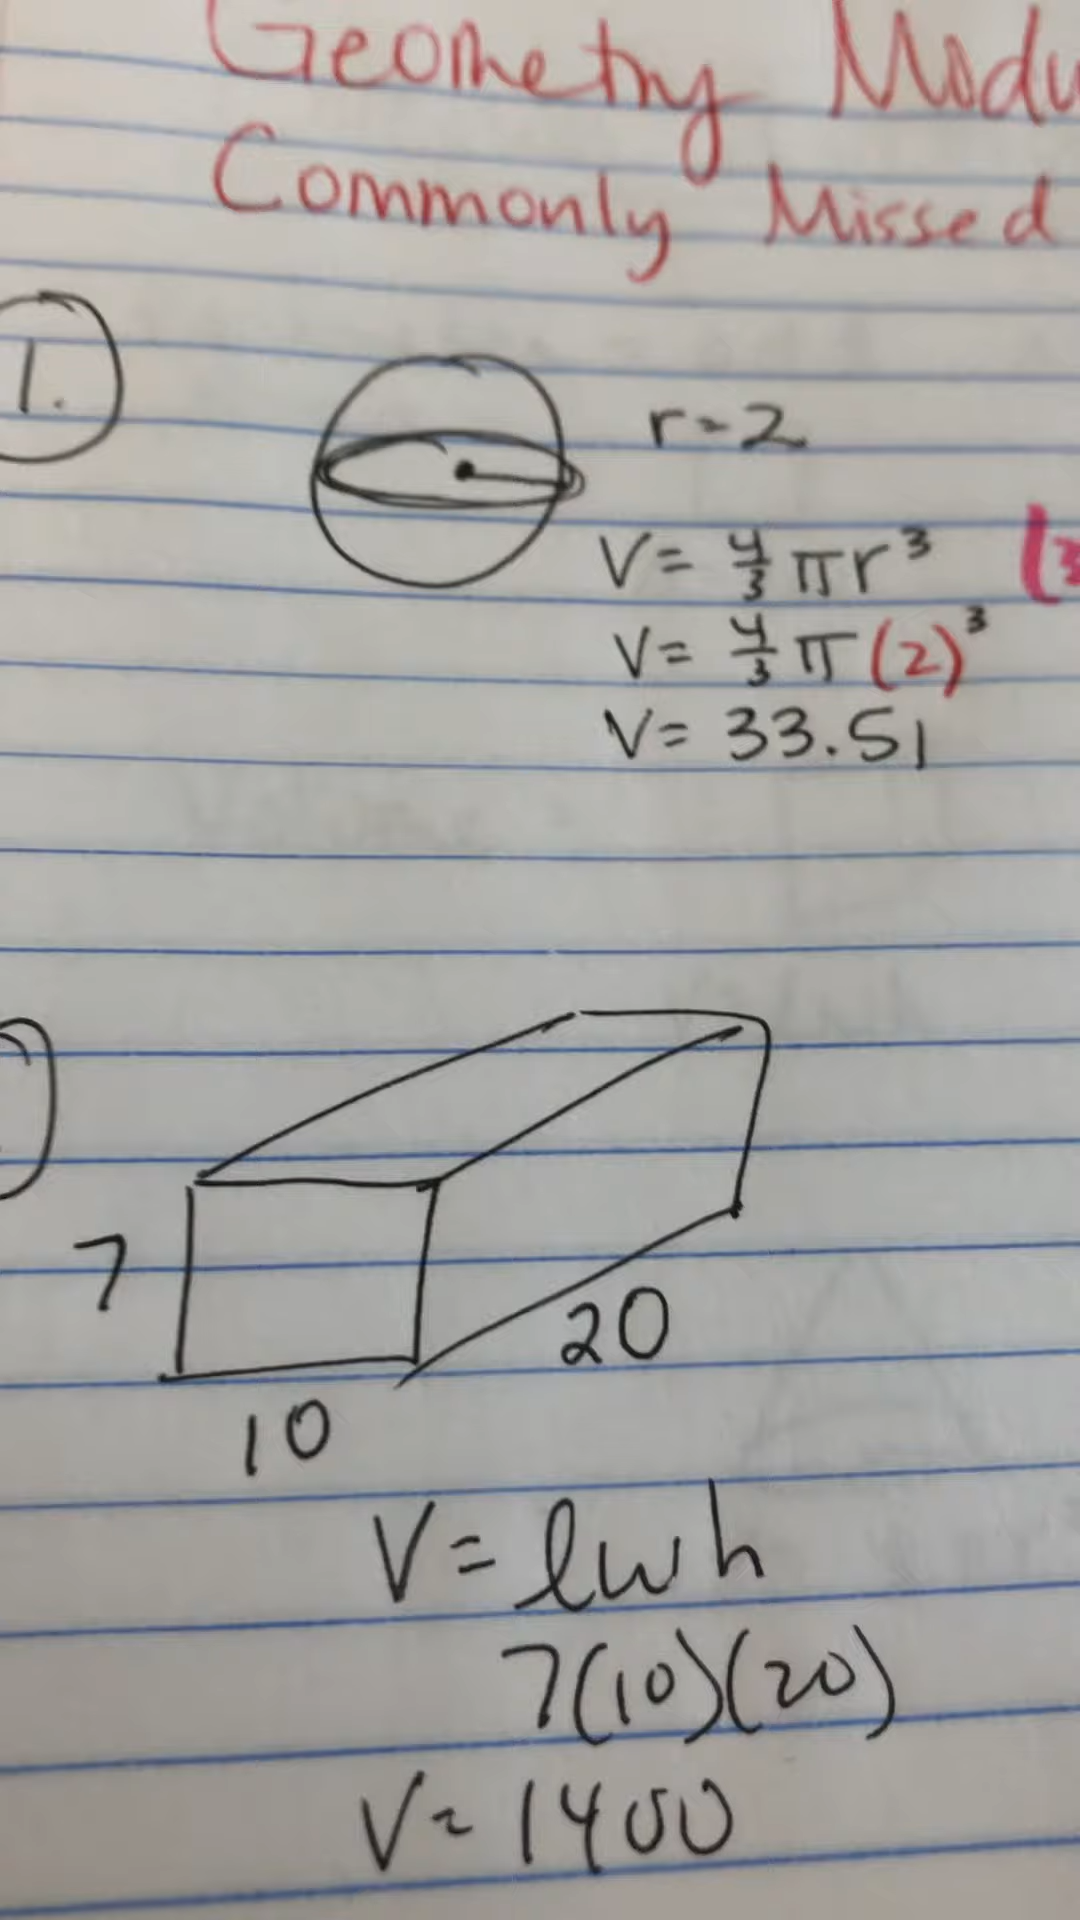 Geometry Modu
Commonly Missed
1.
r=2
V= 4/3 πr³
V= 4/3 π(2)³
V= 33.51
7
20
10
V= lwh
7(10)(20)
V= 1400